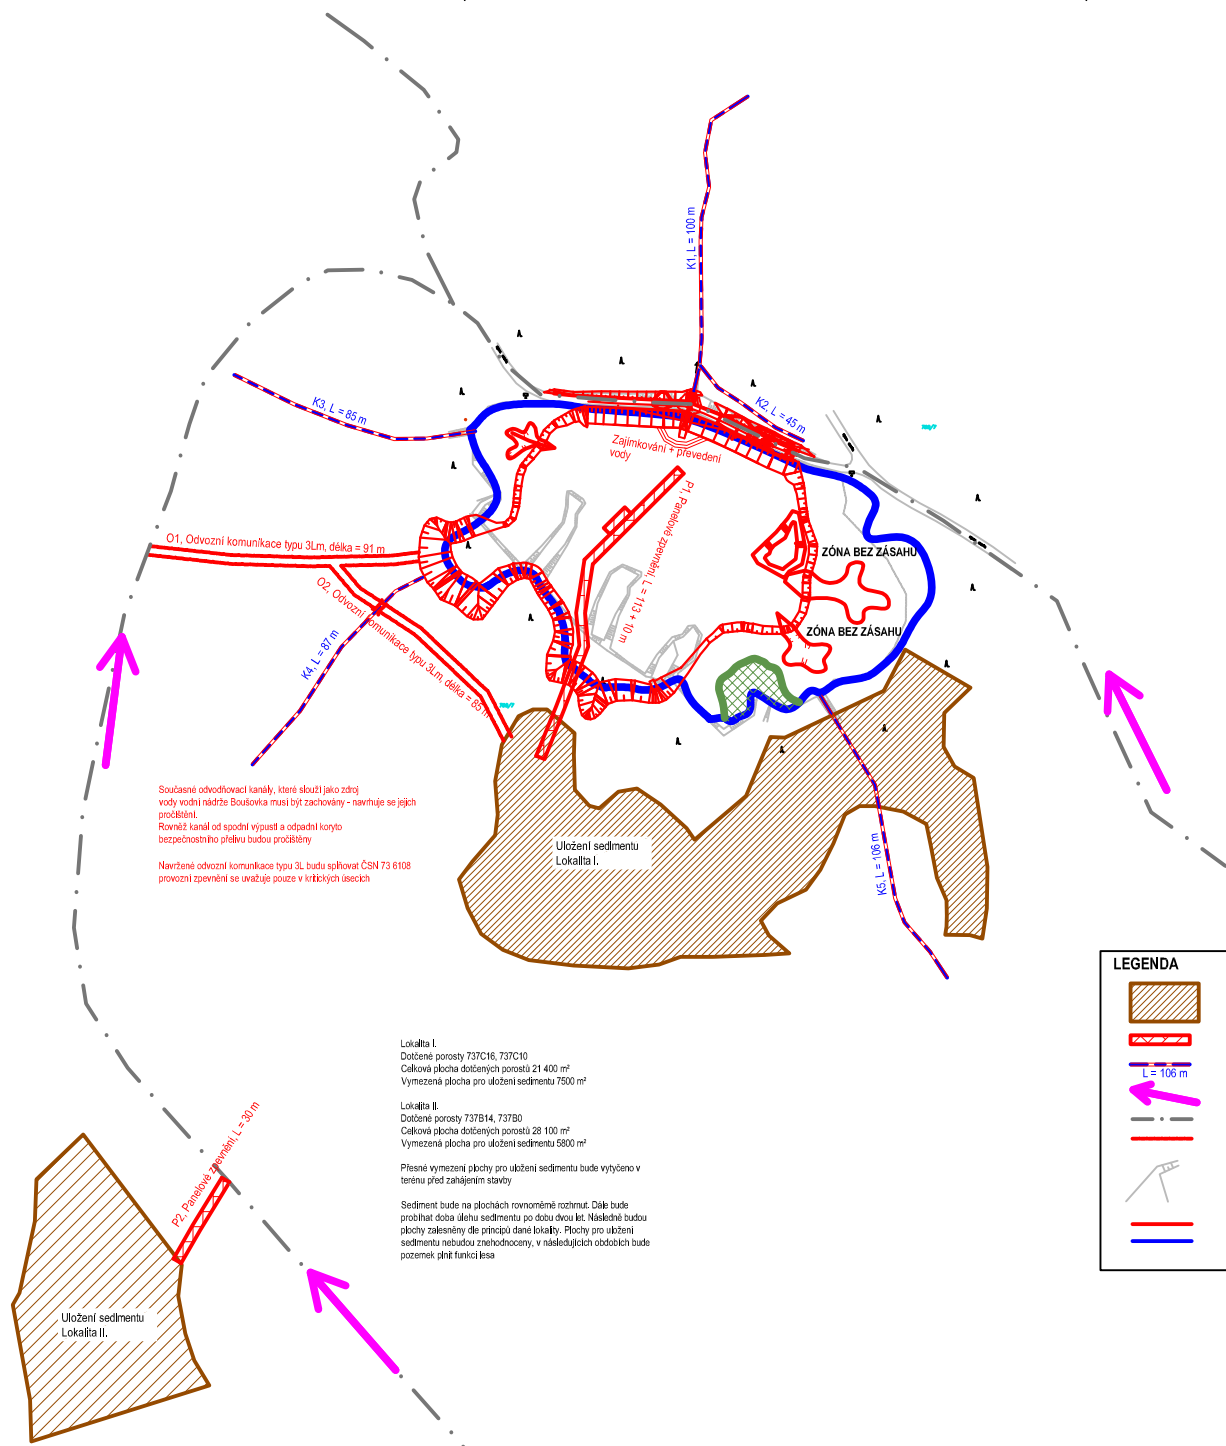 K1, L = 100 m
K2, L = 45 m
K3, L = 85 m
703/7
Zajímkování + převedení
vody
P1, Panelové zpevnění, L = 113 + 10 m
O1, Odvozní komunikace typu 3Lm, délka = 91 m
O2, Odvozní komunikace typu 3Lm, délka = 85 m
ZÓNA BEZ ZÁSAHU
ZÓNA BEZ ZÁSAHU
K4, L = 87 m
703/7
Současné odvodňovací kanály, které slouží jako zdroj
vody vodní nádrže Boušovka musí být zachovány - navrhuje se jejich
pročištění.
Rovněž kanál od spodní výpusti a odpadní koryto
bezpečnostního přelivu budou pročištěny
Navržené odvozní komunikace typu 3L budu splňovat ČSN 73 6108
provozní zpevnění se uvažuje pouze v kritických úsecích
Uložení sedimentu
Lokalita I.
K5, L = 106 m
LEGENDA
L = 106 m
Lokalita I.
Dotčené porosty 737C16, 737C10
Celková plocha dotčených porostů 21 400 m²
Vymezená plocha pro uložení sedimentu 7500 m²
Lokalita II.
Dotčené porosty 737B14, 737B0
Celková plocha dotčených porostů 28 100 m²
Vymezená plocha pro uložení sedimentu 5800 m²
Přesné vymezení plochy pro uložení sedimentu bude vytyčeno v
terénu před zahájením stavby
Sediment bude na plochách rovnoměrně rozhrnut. Dále bude
probíhat doba úlehu sedimentu po dobu dvou let. Následně budou
plochy zalesněny dle principů dané lokality. Plochy pro uložení
sedimentu nebudou znehodnoceny, v následujících obdobích bude
pozemek plnit funkci lesa
P2, Panelové zpevnění, L = 30 m
Uložení sedimentu
Lokalita II.